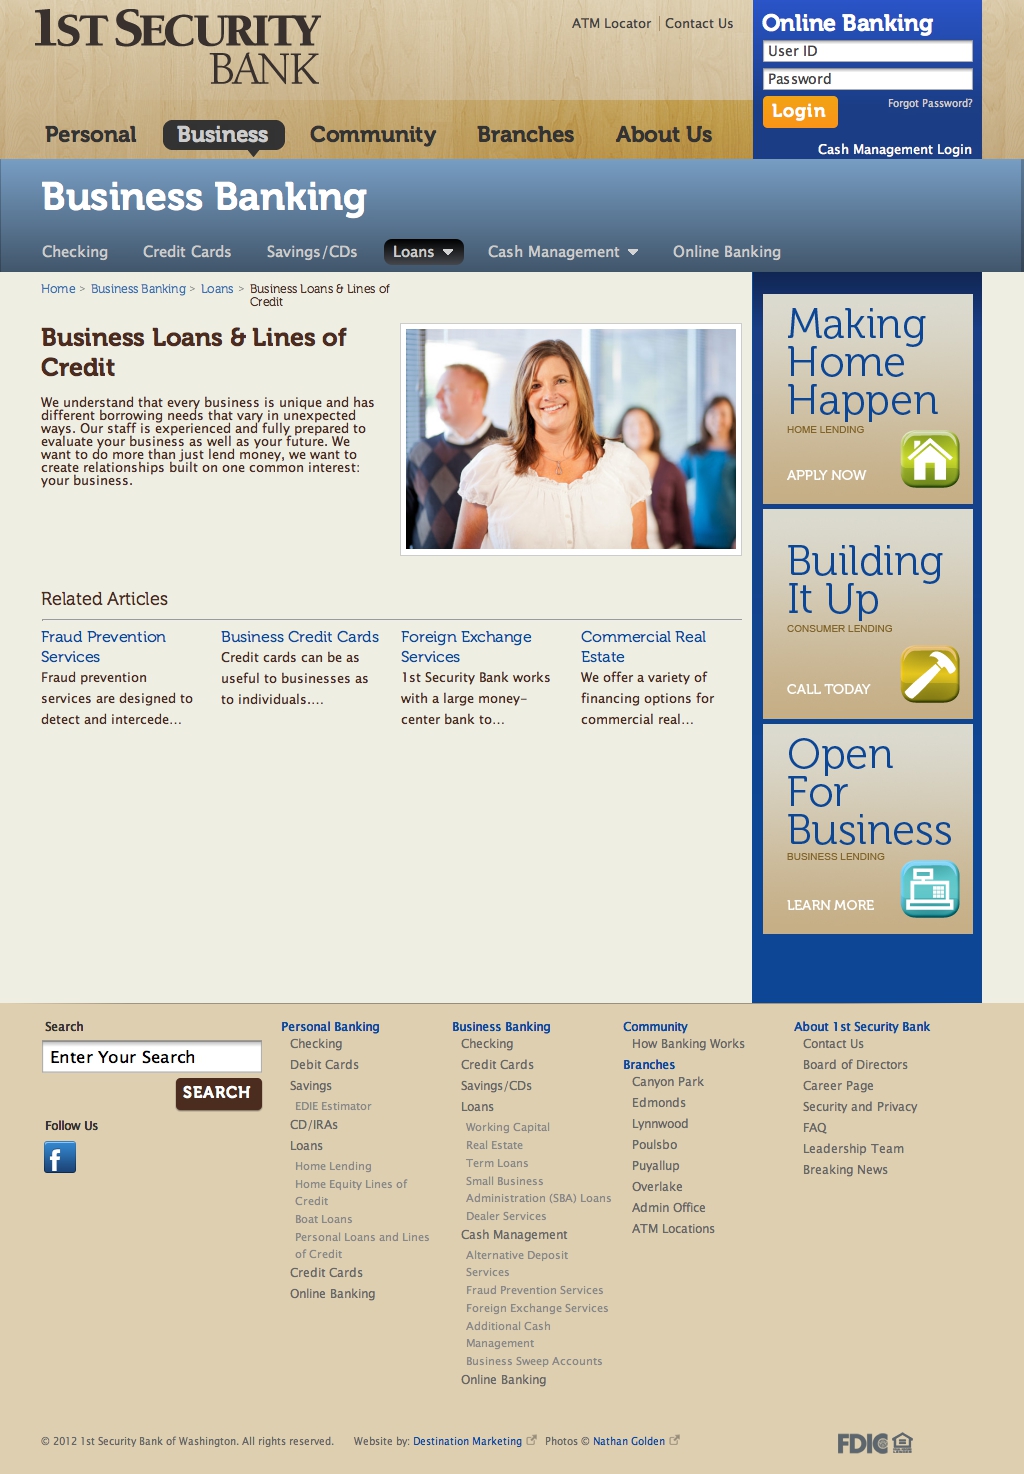 1ST SECURITY
BANK
ATM Locator
Contact Us
Online Banking
User ID
Password
Login
Forgot Password?
Cash Management Login
Personal
Business
Community
Branches
About Us
Business Banking
Checking
Credit Cards
Savings/CDs
Loans
Cash Management
Online Banking
Home > Business Banking > Loans > Business Loans & Lines of
Credit
Business Loans & Lines of
Credit
We understand that every business is unique and has
different borrowing needs that vary in unexpected
ways. Our staff is experienced and fully prepared to
evaluate your business as well as your future. We
want to do more than just lend money, we want to
create relationships built on one common interest:
your business.
Making
Home
Happen
HOME LENDING
APPLY NOW
Building
It Up
CONSUMER LENDING
CALL TODAY
Open
For
Business
BUSINESS LENDING
LEARN MORE
Related Articles
Fraud Prevention
Services
Fraud prevention
services are designed to
detect and intercede...
Business Credit Cards
Credit cards can be as
useful to businesses as
to individuals....
Foreign Exchange
Services
1st Security Bank works
with a large money-
center bank to...
Commercial Real
Estate
We offer a variety of
financing options for
commercial real...
Search
Enter Your Search
SEARCH
Follow Us
f
Personal Banking
Checking
Debit Cards
Savings
EDIE Estimator
CD/IRAs
Loans
Home Lending
Home Equity Lines of
Credit
Boat Loans
Personal Loans and Lines
of Credit
Credit Cards
Online Banking
Business Banking
Checking
Credit Cards
Savings/CDs
Loans
Working Capital
Real Estate
Term Loans
Small Business
Administration (SBA) Loans
Dealer Services
Cash Management
Alternative Deposit
Services
Fraud Prevention Services
Foreign Exchange Services
Additional Cash
Management
Business Sweep Accounts
Online Banking
Community
How Banking Works
Branches
Canyon Park
Edmonds
Lynnwood
Poulsbo
Puyallup
Overlake
Admin Office
ATM Locations
About 1st Security Bank
Contact Us
Board of Directors
Career Page
Security and Privacy
FAQ
Leadership Team
Breaking News
© 2012 1st Security Bank of Washington. All rights reserved.
Website by: Destination Marketing
Photos © Nathan Golden
FDIC